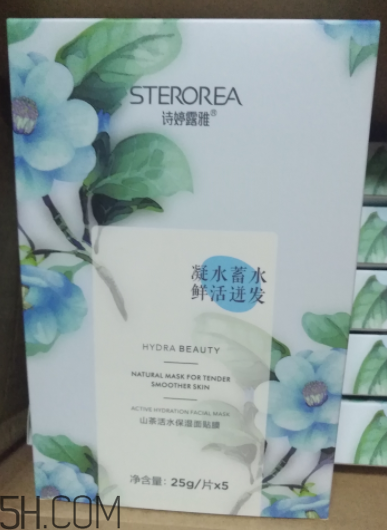 STEROREA
诗婷露雅®
凝水蓄水
鲜活迸发
HYDRA BEAUTY
NATURAL MASK FOR TENDER
SMOOTHER SKIN
ACTIVE HYDRATION FACIAL MASK
山茶活水保湿面贴膜
净含量：25g/片x5
5H.COM